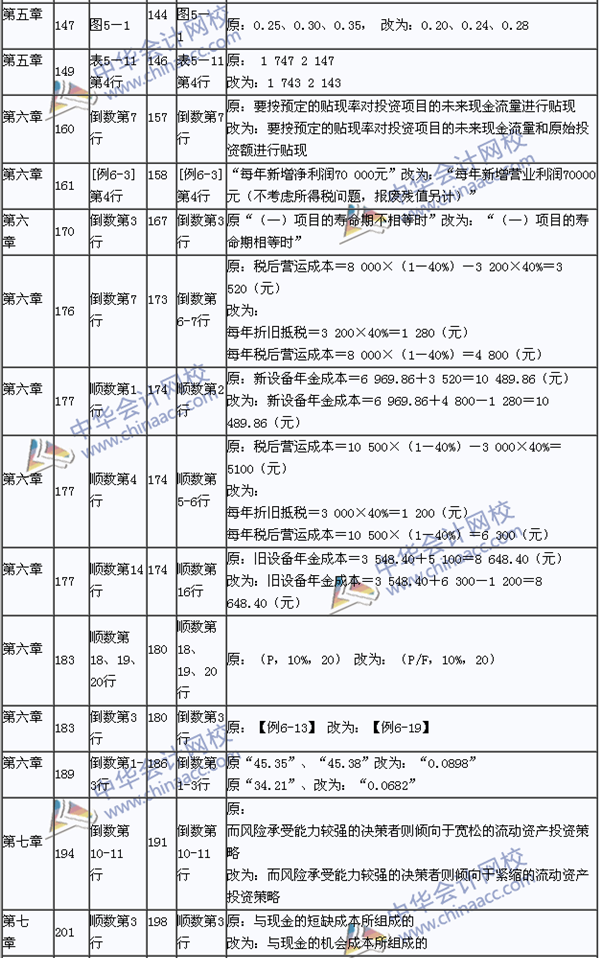 第五章 147 图5—1 144 图5—1 原：0.25、0.30、0.35， 改为：0.20、0.24、0.28
第五章 149 表5—11第4行 146 表5—11第4行 原： 1 747 2 147
改为：1 743 2 143
第六章 160 倒数第7行 157 倒数第7行 原：要按预定的贴现率对投资项目的未来现金流量进行贴现
改为：要按预定的贴现率对投资项目的未来现金流量和原始投
资额进行贴现
第六章 161 [例6-3]第4行 158 [例6-3]第4行 “每年新增净利润70 000元”改为：“每年新增营业利润70000
元（不考虑所得税问题，报废残值另计）”
第六章 170 倒数第3行 167 倒数第3行 原“（一）项目的寿命期不相等时”改为：“（一）项目的寿
命期相等时”
第六章 176 倒数第7行 173 倒数第6-7行 原：税后营运成本＝8 000×（1—40%）—3 200×40%＝3
520（元）
改为：
每年折旧抵税＝3 200×40%＝1 280（元）
每年税后营运成本＝8 000×（1—40%）＝4 800（元）
第六章 177 顺数第1行 174 顺数第2行 原：新设备年金成本＝6 969.86＋3 520＝10 489.86（元）
改为：新设备年金成本＝6 969.86＋4 800—1 280＝10
489.86（元）
第六章 177 顺数第4行 174 顺数第5-6行 原：税后营运成本＝10 500×（1—40%）—3 000×40%＝
5100（元）
改为：
每年折旧抵税＝3 000×40%＝1 200（元）
每年税后营运成本＝10 500×（1—40%）＝6 300（元）
第六章 177 顺数第14行 174 顺数第16行 原：旧设备年金成本＝3 548.40＋5 100＝8 648.40（元）
改为：旧设备年金成本＝3 548.40＋6 300—1 200＝8
648.40（元）
第六章 183 顺数第18、19、20行 180 顺数第18、19、20行 原：（P，10%，20） 改为：（P/F，10%，20）
第六章 183 倒数第3行 180 倒数第3行 原：【例6-13】 改为：【例6-19】
第六章 189 倒数第1-3行 186 倒数第1-3行 原“45.35”、“45.38”改为：“0.0898”
原“34.21”、改为：“0.0682”
第七章 194 倒数第10-11行 191 倒数第10-11行 原：
而风险承受能力较强的决策者则倾向于宽松的流动资产投资策
略
改为：而风险承受能力较强的决策者则倾向于紧缩的流动资产
投资策略
第七章 201 顺数第3行 198 顺数第3行 原：与现金的短缺成本所组成的
改为：与现金的机会成本所组成的
中华会计网校
www.chinaacc.com